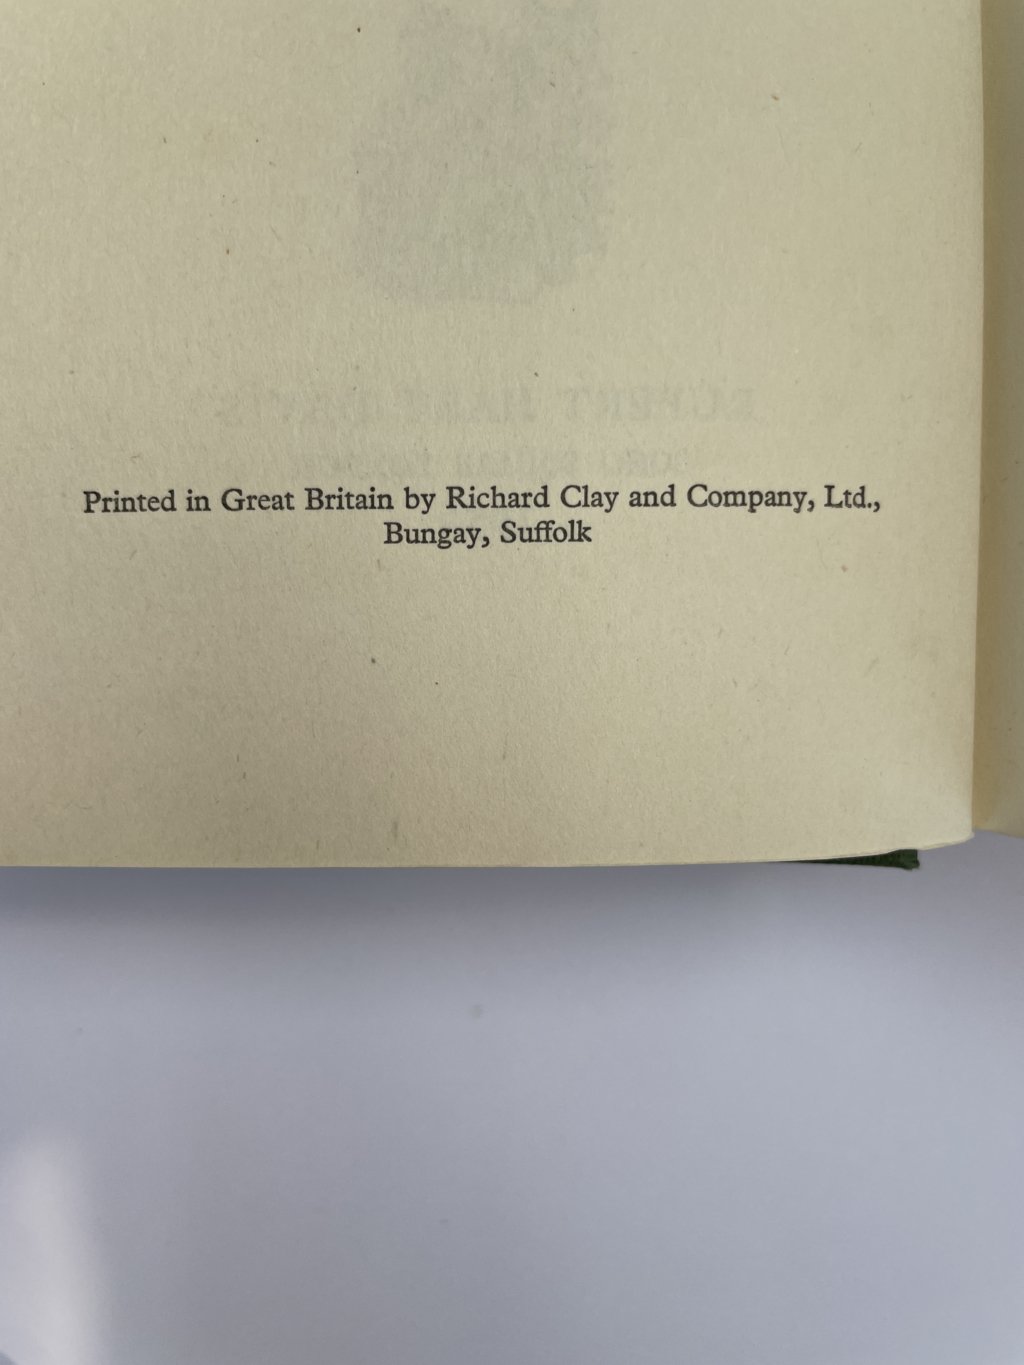 Printed in Great Britain by Richard Clay and Company, Ltd.,
Bungay, Suffolk